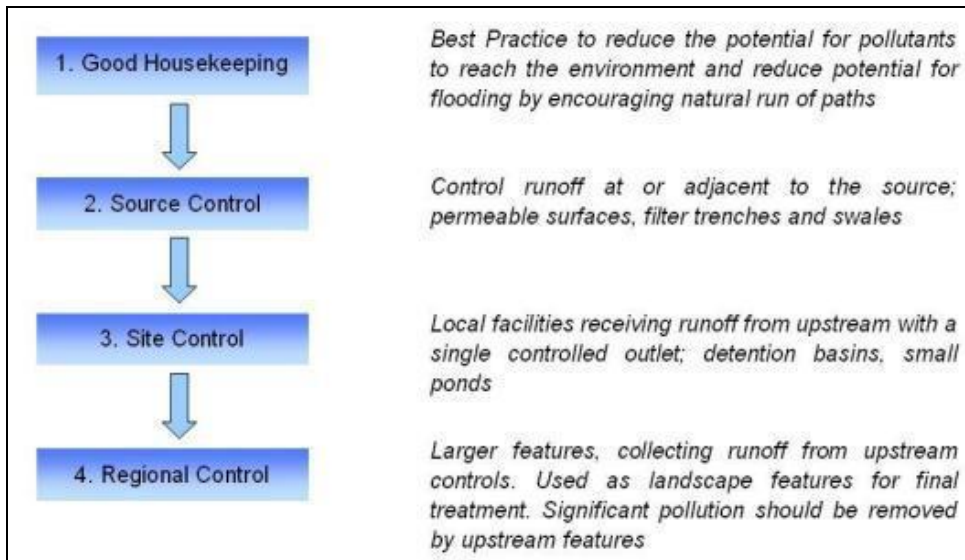 1. Good Housekeeping
Best Practice to reduce the potential for pollutants
to reach the environment and reduce potential for
flooding by encouraging natural run of paths
2. Source Control
Control runoff at or adjacent to the source;
permeable surfaces, filter trenches and swales
3. Site Control
Local facilities receiving runoff from upstream with a
single controlled outlet; detention basins, small
ponds
4. Regional Control
Larger features, collecting runoff from upstream
controls. Used as landscape features for final
treatment. Significant pollution should be removed
by upstream features